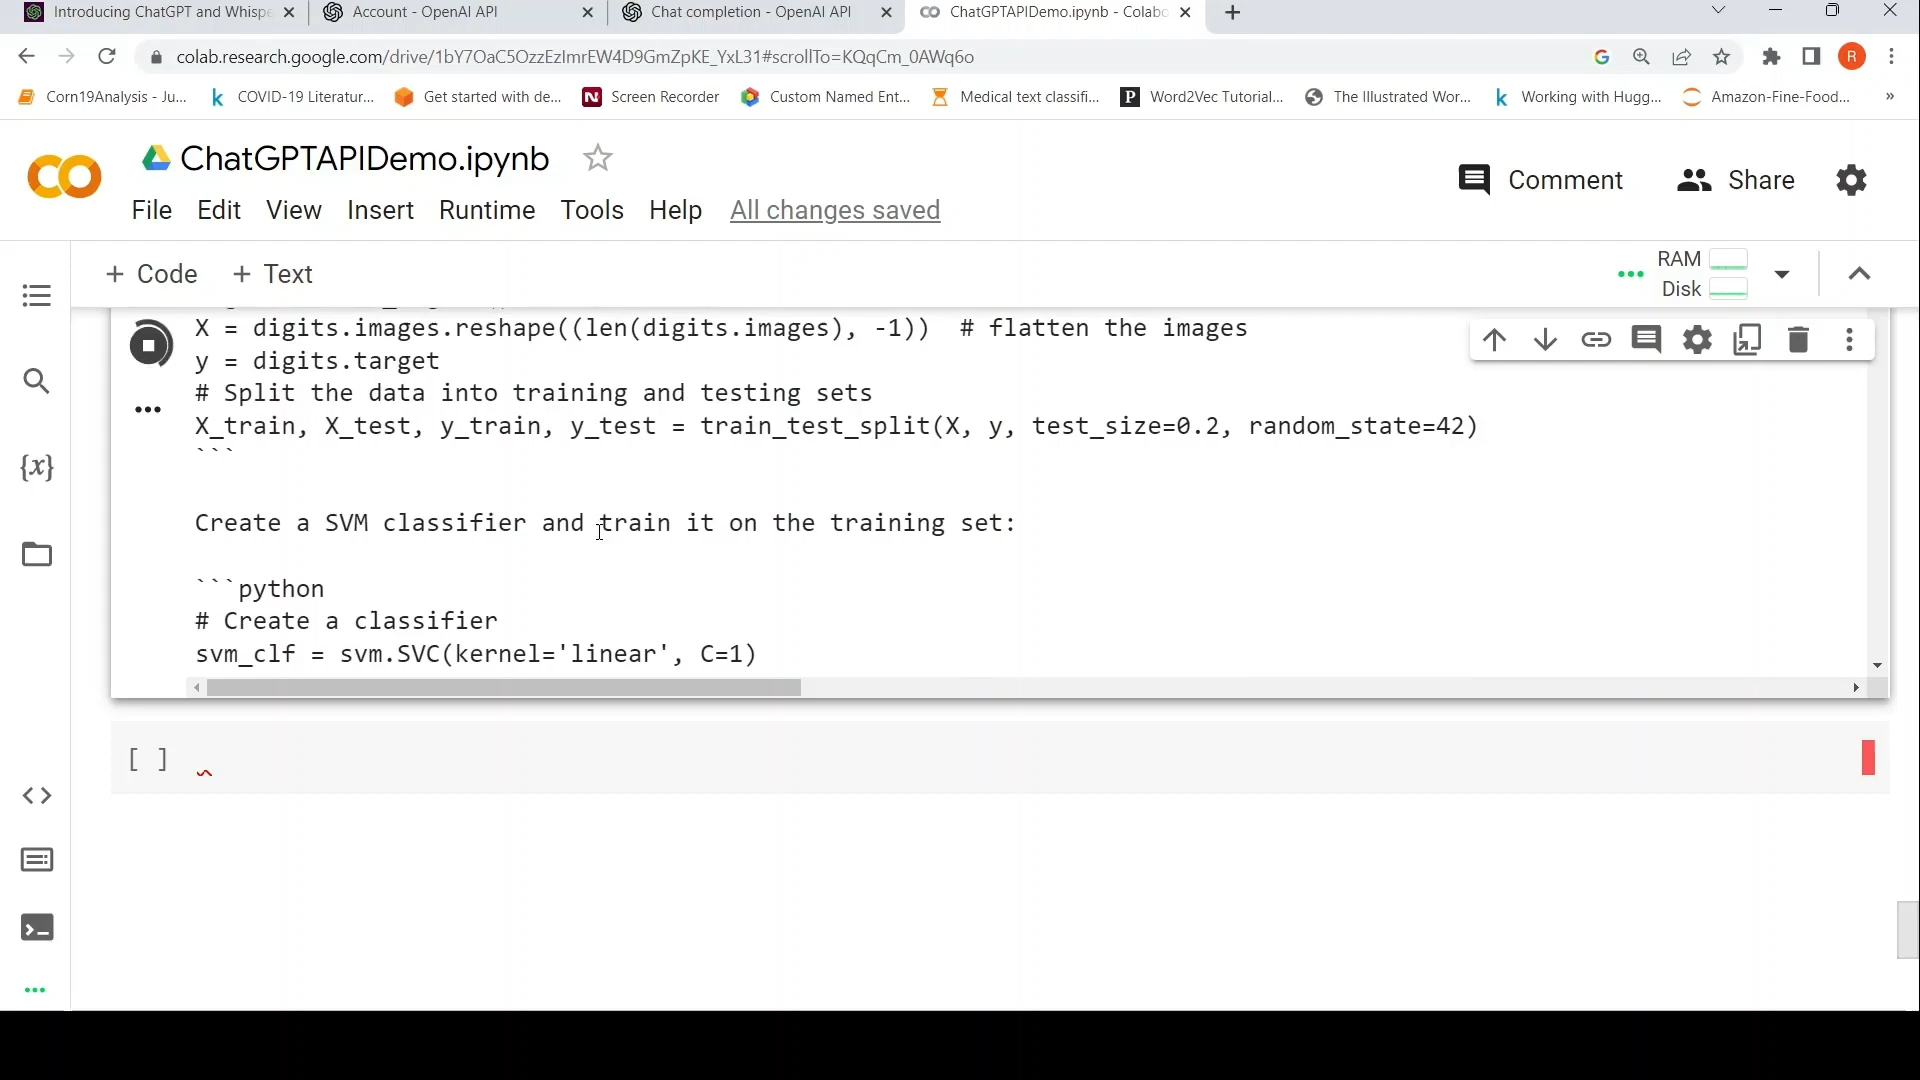 Introducing ChatGPT and Whispe
Account - OpenAI API
Chat completion - OpenAI API
ChatGPTAPIDemo.ipynb - Colabo
colab.research.google.com/drive/1bY7OaC5OzzEzlmrEW4D9GmZpKE_YxL31#scrollTo=KQqCm_0AWq6o
R
Corn19Analysis - Ju...
COVID-19 Literatur...
Get started with de...
Screen Recorder
Custom Named Ent...
Medical text classifi...
Word2Vec Tutorial...
The Illustrated Wor...
Working with Hugg...
Amazon-Fine-Food...
»
ChatGPTAPIDemo.ipynb
Comment
Share
File Edit View Insert Runtime Tools Help All changes saved
+ Code + Text
RAM
Disk
X = digits.images.reshape((len(digits.images), -1))  # flatten the images
y = digits.target
# Split the data into training and testing sets
X_train, X_test, y_train, y_test = train_test_split(X, y, test_size=0.2, random_state=42)
```
Create a SVM classifier and train it on the training set:
```python
# Create a classifier
svm_clf = svm.SVC(kernel='linear', C=1)
[ ]